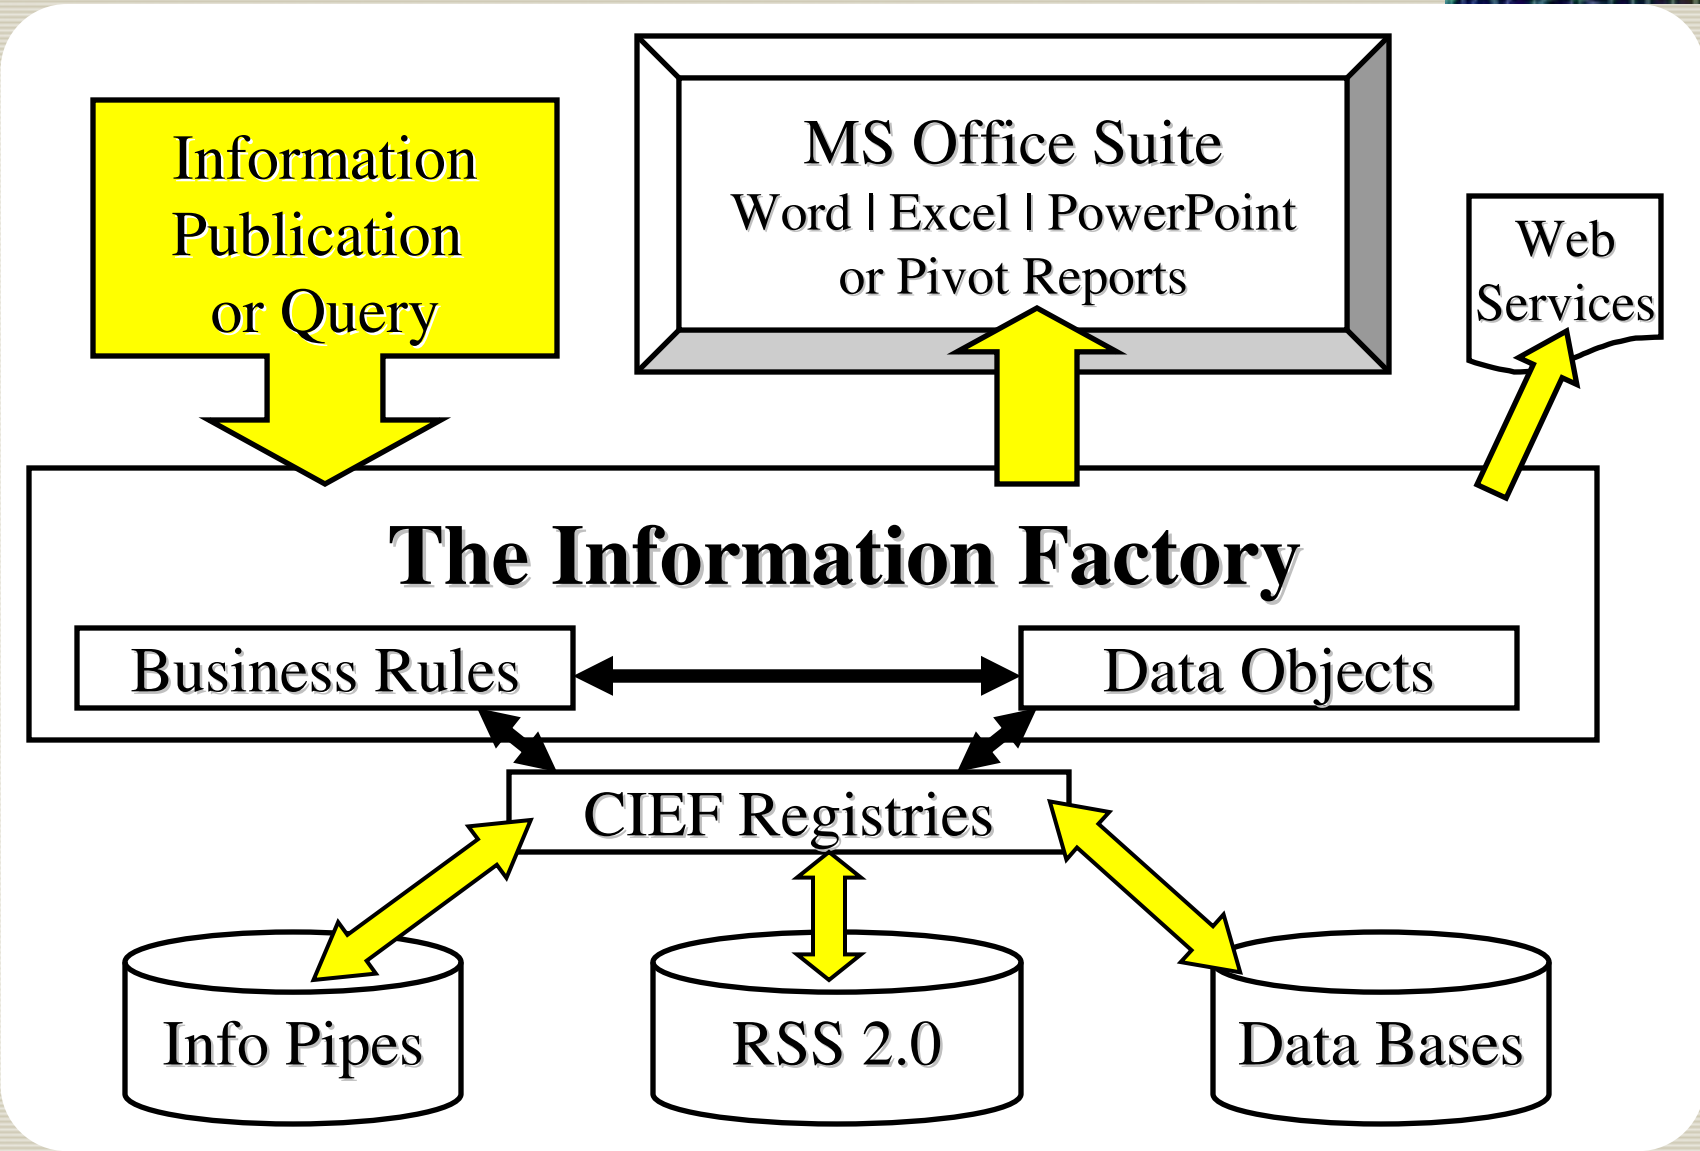 Information
Publication
or Query
MS Office Suite
Word | Excel | PowerPoint
or Pivot Reports
Web
Services
The Information Factory
Business Rules
Data Objects
CIEF Registries
Info Pipes
RSS 2.0
Data Bases